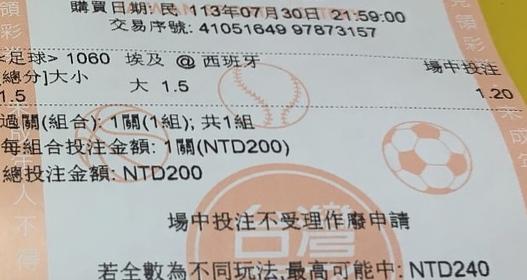 購買日期: 民 113年07月30日 21:59:00
交易序號: 41051649 97873157
<足球> 1060 埃及 @ 西班牙 場中投注
[總分]大小 大 1.5 1.20
1.5
過關(組合): 1關(1組); 共1組
每組合投注金額: 1關(NTD200)
總投注金額: NTD200
場中投注不受理作廢申請
台灣
若全數為不同玩法,最高可能中: NTD240